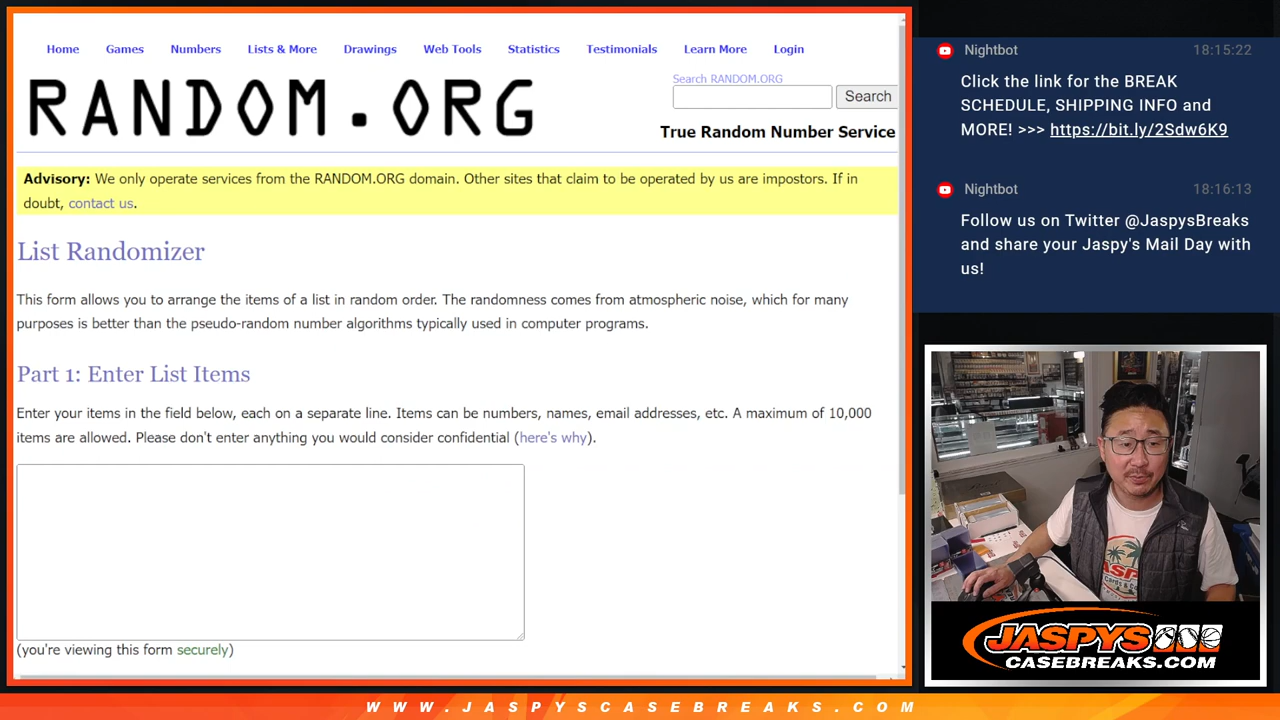 Home Games Numbers Lists & More Drawings Web Tools Statistics Testimonials Learn More Login
RANDOM.ORG
Search RANDOM.ORG
Search
True Random Number Service
Advisory: We only operate services from the RANDOM.ORG domain. Other sites that claim to be operated by us are impostors. If in
doubt, contact us.
List Randomizer
This form allows you to arrange the items of a list in random order. The randomness comes from atmospheric noise, which for many
purposes is better than the pseudo-random number algorithms typically used in computer programs.
Part 1: Enter List Items
Enter your items in the field below, each on a separate line. Items can be numbers, names, email addresses, etc. A maximum of 10,000
items are allowed. Please don't enter anything you would consider confidential (here's why).
(you're viewing this form securely)
Nightbot 18:15:22
Click the link for the BREAK
SCHEDULE, SHIPPING INFO and
MORE! >>> https://bit.ly/2Sdw6K9
Nightbot 18:16:13
Follow us on Twitter @JaspysBreaks
and share your Jaspy's Mail Day with
us!
JASPYS
CASEBREAKS.COM
WWW.JASPYSCASEBREAKS.COM